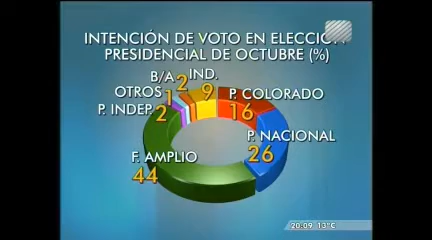 INTENCIÓN DE VOTO EN ELECCIÓN
PRESIDENCIAL DE OCTUBRE (%)
B/A 2
IND. 9
OTROS 1
P. COLORADO
16
P. INDEP. 2
P. NACIONAL
26
F. AMPLIO
44
20:09 13°C